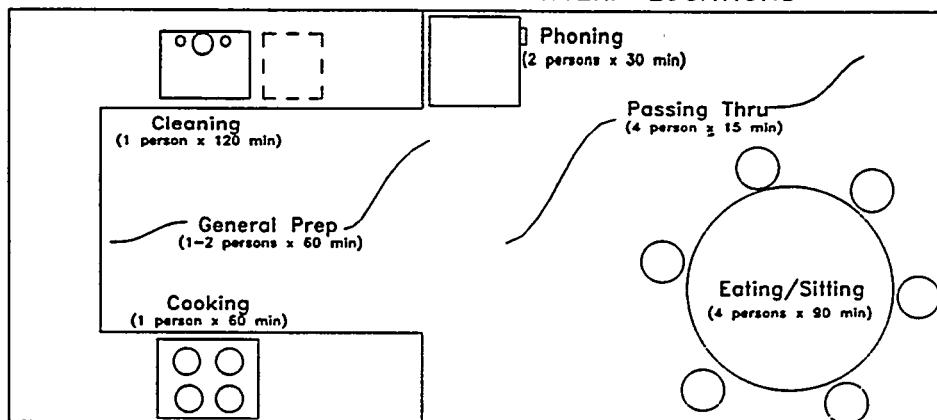 Phoning
(2 persons x 30 min)
Passing Thru
(4 person x 15 min)
Cleaning
(1 person x 120 min)
General Prep
(1-2 persons x 60 min)
Cooking
(1 person x 60 min)
Eating/Sitting
(4 persons x 90 min)